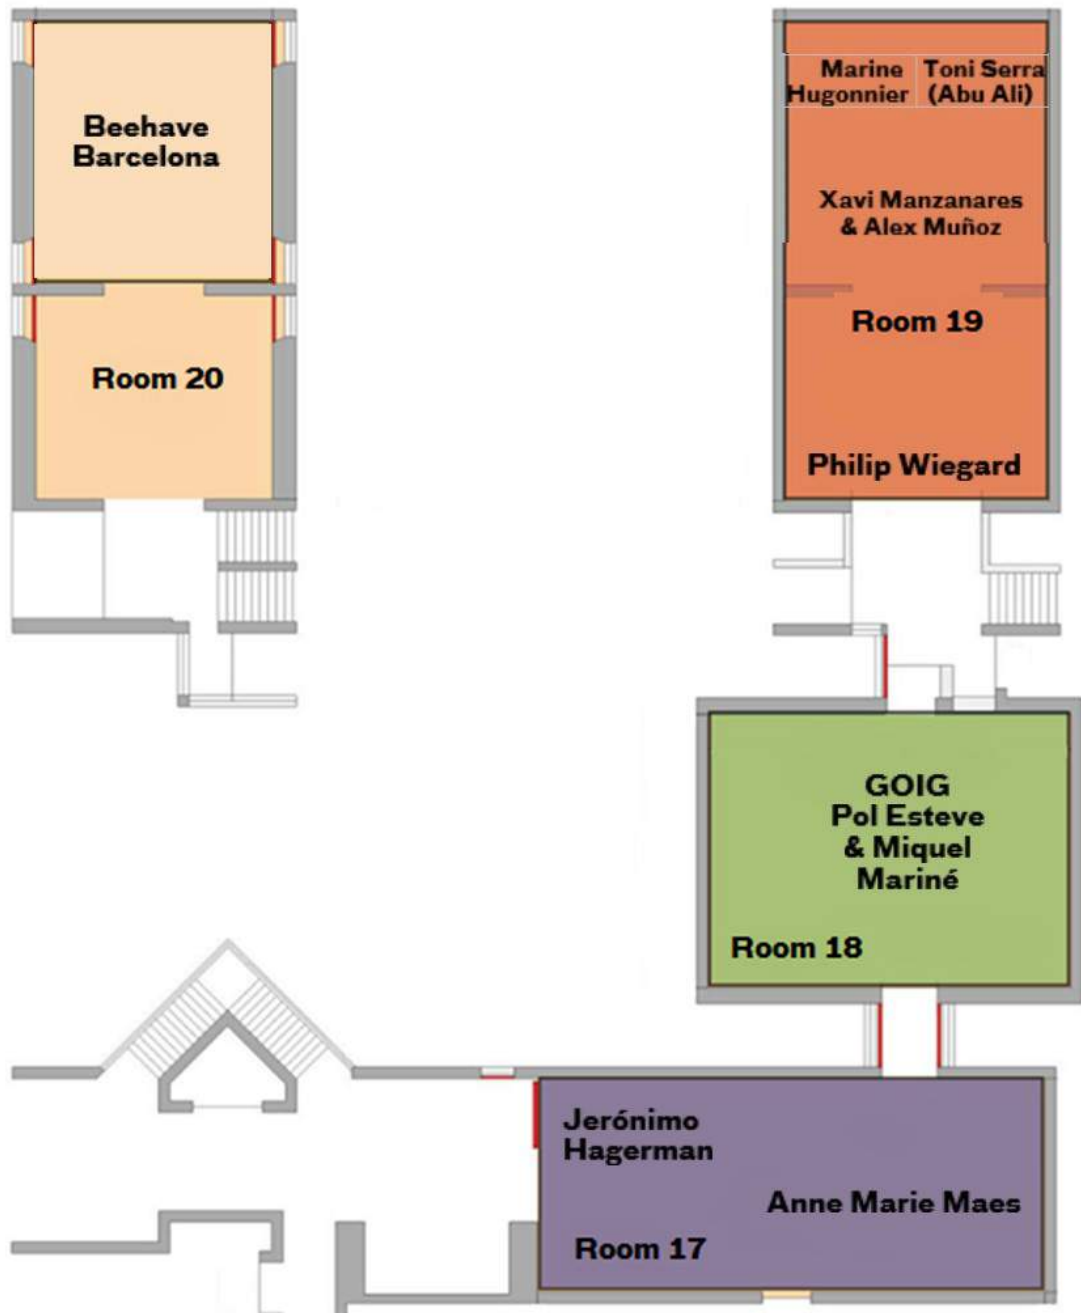 Beehave
Barcelona
Room 20
Marine
Hugonnier
Toni Serra
(Abu Ali)
Xavi Manzanares
& Alex Muñoz
Room 19
Philip Wiegard
GOIG
Pol Esteve
& Miquel
Mariné
Room 18
Jerónimo
Hagerman
Anne Marie Maes
Room 17